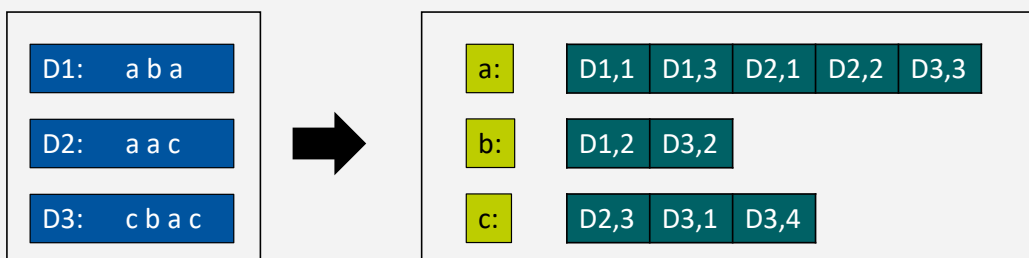 D1: a b a
D2: a a c
D3: c b a c
a: D1,1 D1,3 D2,1 D2,2 D3,3
b: D1,2 D3,2
c: D2,3 D3,1 D3,4